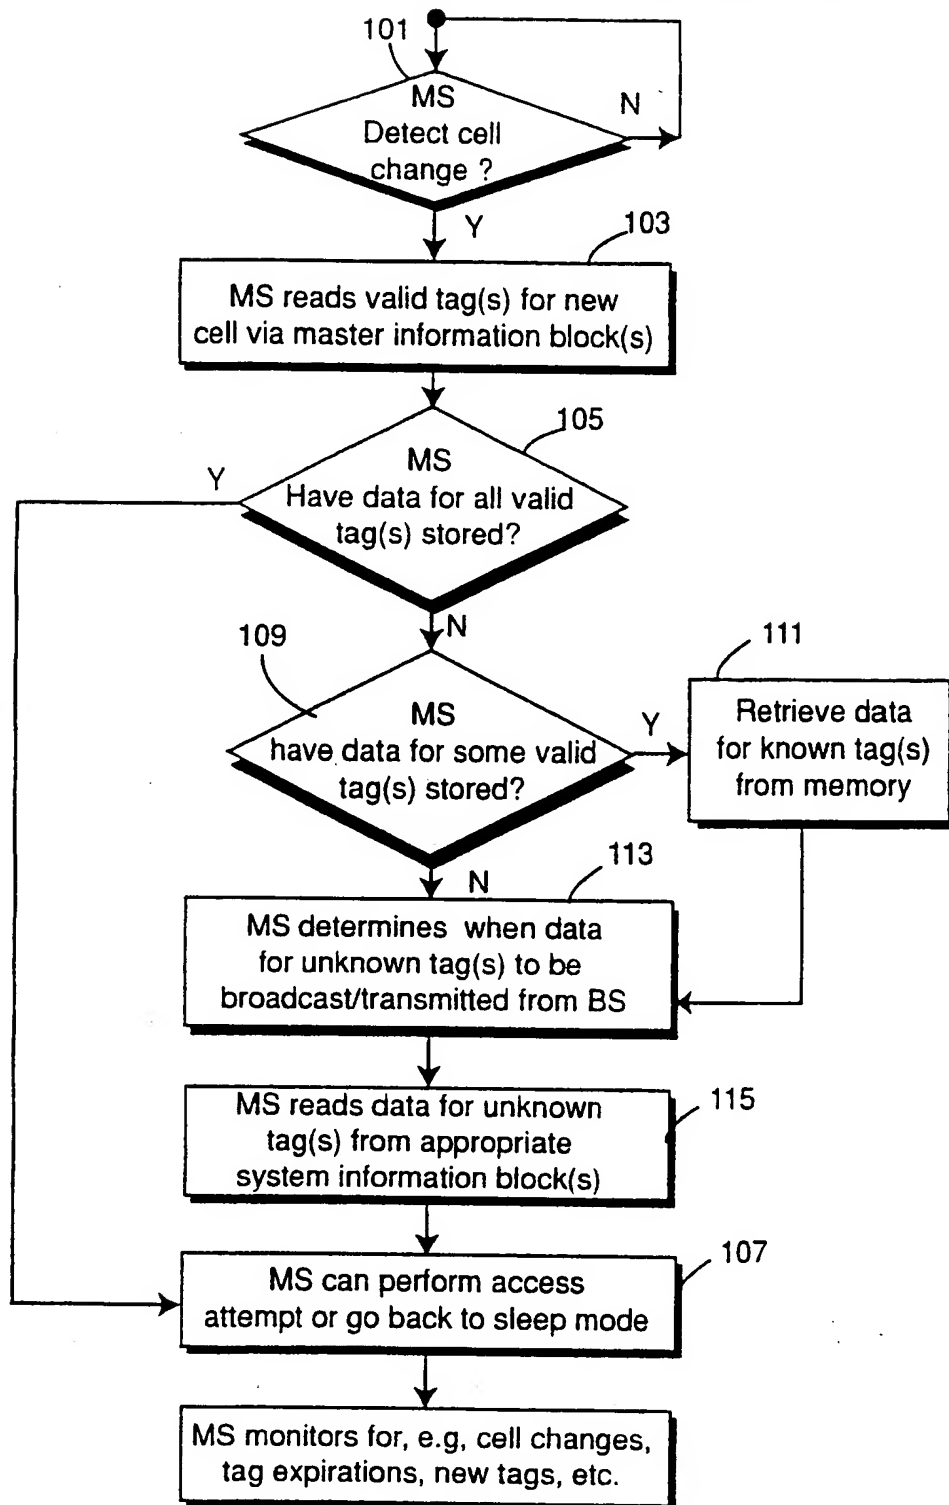 101
MS
Detect cell
change ?
N
Y
103
MS reads valid tag(s) for new
cell via master information block(s)
105
Y
MS
Have data for all valid
tag(s) stored?
N
109
111
MS
have data for some valid
tag(s) stored?
Y
Retrieve data
for known tag(s)
from memory
N
113
MS determines when data
for unknown tag(s) to be
broadcast/transmitted from BS
MS reads data for unknown
tag(s) from appropriate
system information block(s)
115
107
MS can perform access
attempt or go back to sleep mode
MS monitors for, e.g, cell changes,
tag expirations, new tags, etc.